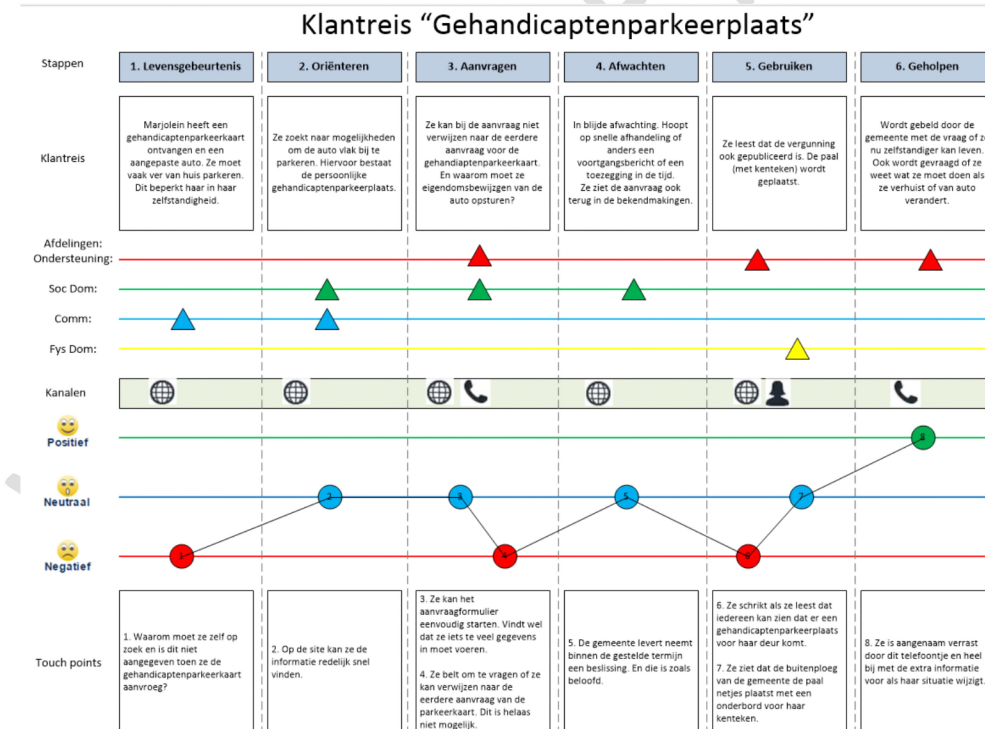 Klantreis “Gehandicaptenparkeerplaats”
Stappen
1. Levensgebeurtenis
2. Oriënteren
3. Aanvragen
4. Afwachten
5. Gebruiken
6. Geholpen
Klantreis
Marjolein heeft een
gehandicaptenparkeerkaart
ontvangen en een
aangepaste auto. Ze moet
vaak ver van huis parkeren.
Dit beperkt haar in haar
zelfstandigheid.
Ze zoekt naar mogelijkheden
om de auto vlak bij te
parkeren. Hiervoor bestaat
de persoonlijke
gehandicaptenparkeerplaats.
Ze kan bij de aanvraag niet
verwijzen naar de eerdere
aanvraag voor de
gehandiaptenparkeerkaart.
En waarom moet ze
eigendomsbewijzen van de
auto opsturen?
In blijde afwachting. Hoopt
op snelle afhandeling of
anders een
voortgangsbericht of een
toezegging in de tijd.
Ze ziet de aanvraag ook
terug in de bekendmakingen.
Ze leest dat de vergunning
ook gepubliceerd is. De paal
(met kenteken) wordt
geplaatst.
Wordt gebeld door de
gemeente met de vraag of ze
nu zelfstandiger kan leven.
Ook wordt gevraagd of ze
weet wat ze moet doen als
ze verhuist of van auto
verandert.
Afdelingen:
Ondersteuning:
Soc Dom:
Comm:
Fys Dom:
Kanalen
Positief
8
Neutraal
2
3
5
7
Negatief
1
4
6
Touch points
1. Waarom moet ze zelf op
zoek en is dit niet
aangegeven toen ze de
gehandicaptenparkeerkaart
aanvroeg?
2. Op de site kan ze de
informatie redelijk snel
vinden.
3. Ze kan het
aanvraagformulier
eenvoudig starten. Vindt wel
dat ze iets te veel gegevens
in moet voeren.
4. Ze belt om te vragen of ze
kan verwijzen naar de
eerdere aanvraag van de
parkeerkaart. Dit is helaas
niet mogelijk.
5. De gemeente levert neemt
binnen de gestelde termijn
een beslissing. En die is zoals
beloofd.
6. Ze schrikt als ze leest dat
iedereen kan zien dat er een
gehandicaptenparkeerplaats
voor haar deur komt.
7. Ze ziet dat de buitenploeg
van de gemeente de paal
netjes plaatst met een
onderbord voor haar
kenteken.
8. Ze is aangenaam verrast
door dit telefoontje en heel
bij met de extra informatie
voor als haar situatie wijzigt.